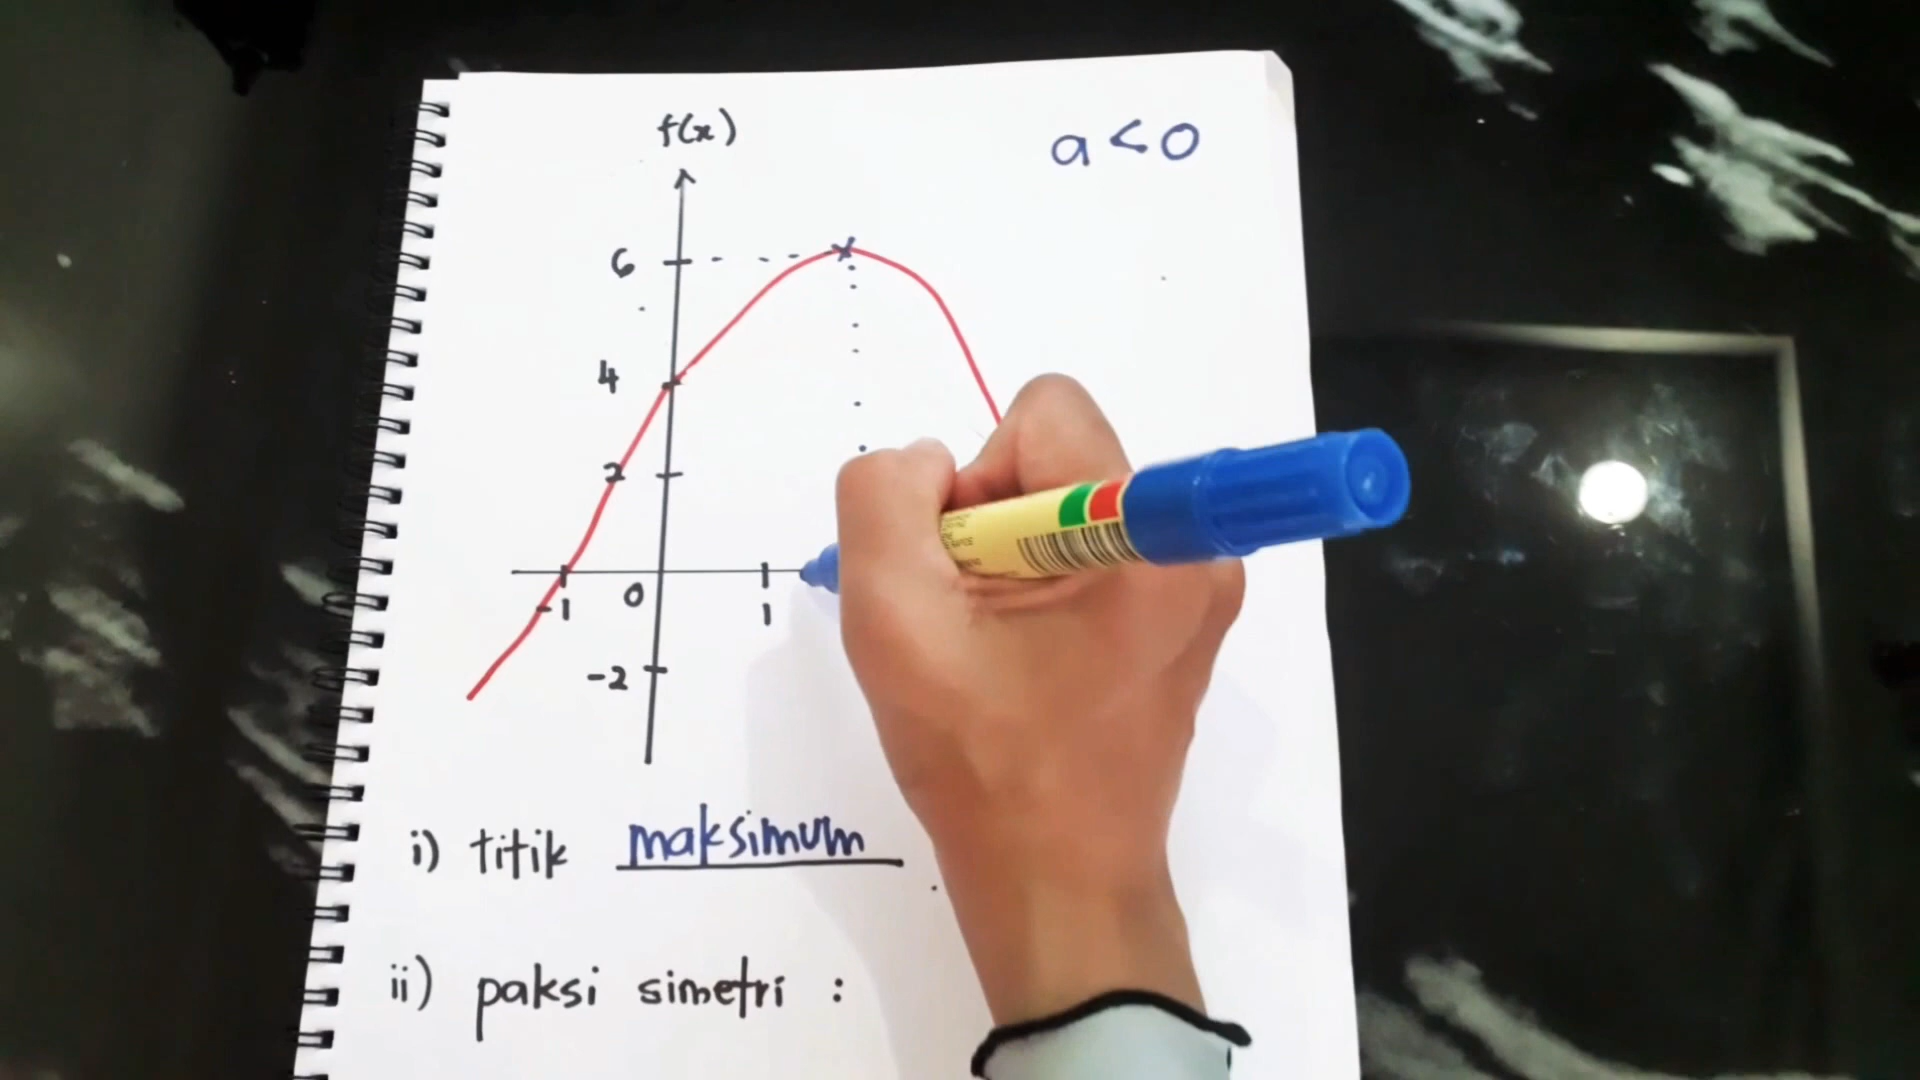 f(x)
a < 0
6
4
2
-1 0 1
-2
i) titik maksimum
ii) paksi simetri :